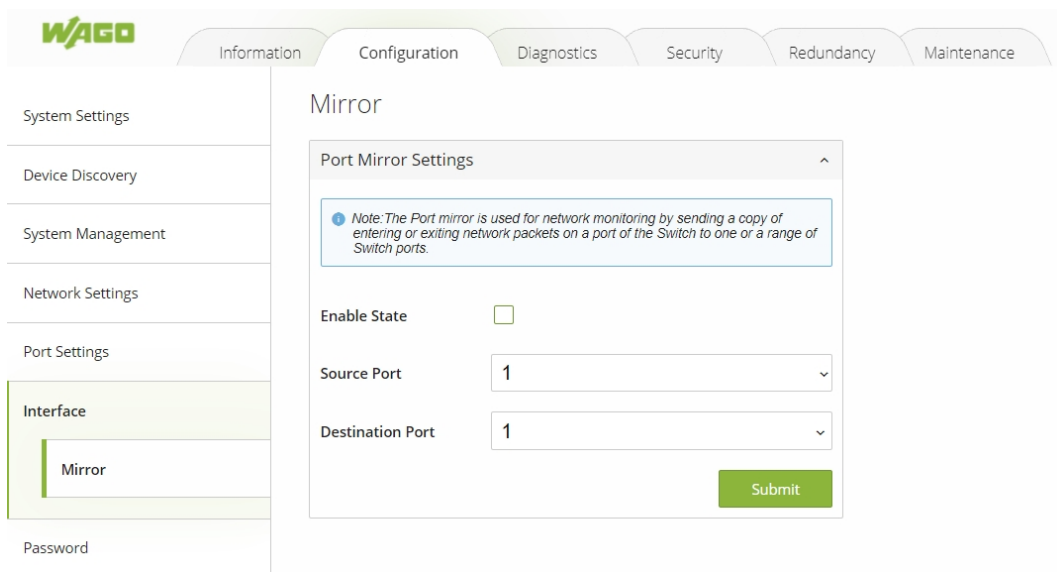 WAGO
Information
Configuration
Diagnostics
Security
Redundancy
Maintenance
System Settings
Device Discovery
System Management
Network Settings
Port Settings
Interface
Mirror
Password
Mirror
Port Mirror Settings
Note:The Port mirror is used for network monitoring by sending a copy of
entering or exiting network packets on a port of the Switch to one or a range of
Switch ports.
Enable State
Source Port
1
Destination Port
1
Submit